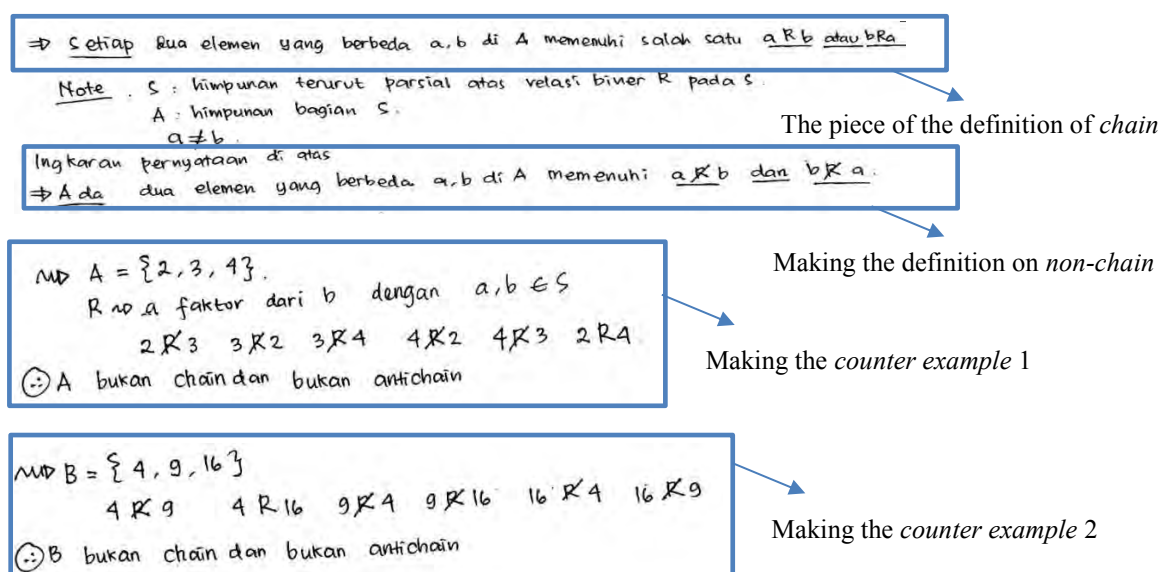 ⇒ Setiap dua elemen yang berbeda a, b di A memenuhi salah satu a R b atau b R a
Note . S : himpunan terurut parsial atas relasi biner R pada S.
A : himpunan bagian S.
a ≠ b.
The piece of the definition of chain
Ingkaran pernyataan di atas
⇒ Ada dua elemen yang berbeda a, b di A memenuhi a R̸ b dan b R̸ a.
Making the definition on non-chain
⇝ A = {2, 3, 4}.
R ⇝ a faktor dari b dengan a, b ∈ S
2 R̸ 3 3 R̸ 2 3 R̸ 4 4 R̸ 2 4 R̸ 3 2 R 4
∴ A bukan chain dan bukan antichain
Making the counter example 1
⇝ B = {4, 9, 16}
4 R̸ 9 4 R 16 9 R̸ 4 9 R̸ 16 16 R̸ 4 16 R̸ 9
∴ B bukan chain dan bukan antichain
Making the counter example 2